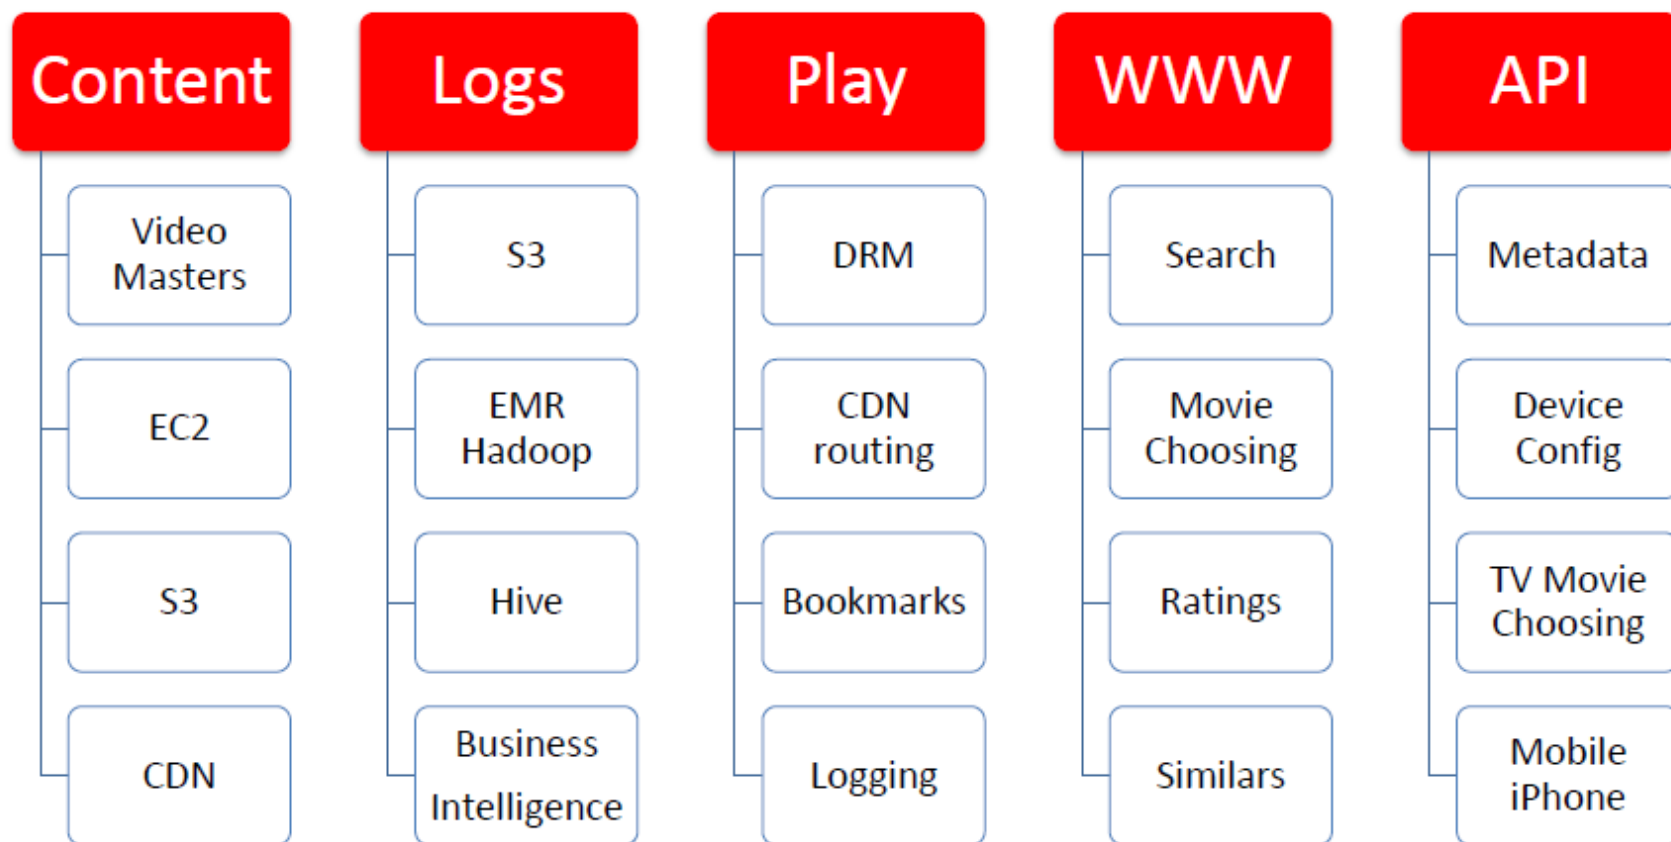 Content
Video
Masters
EC2
S3
CDN
Logs
S3
EMR
Hadoop
Hive
Business
Intelligence
Play
DRM
CDN
routing
Bookmarks
Logging
WWW
Search
Movie
Choosing
Ratings
Similars
API
Metadata
Device
Config
TV Movie
Choosing
Mobile
iPhone